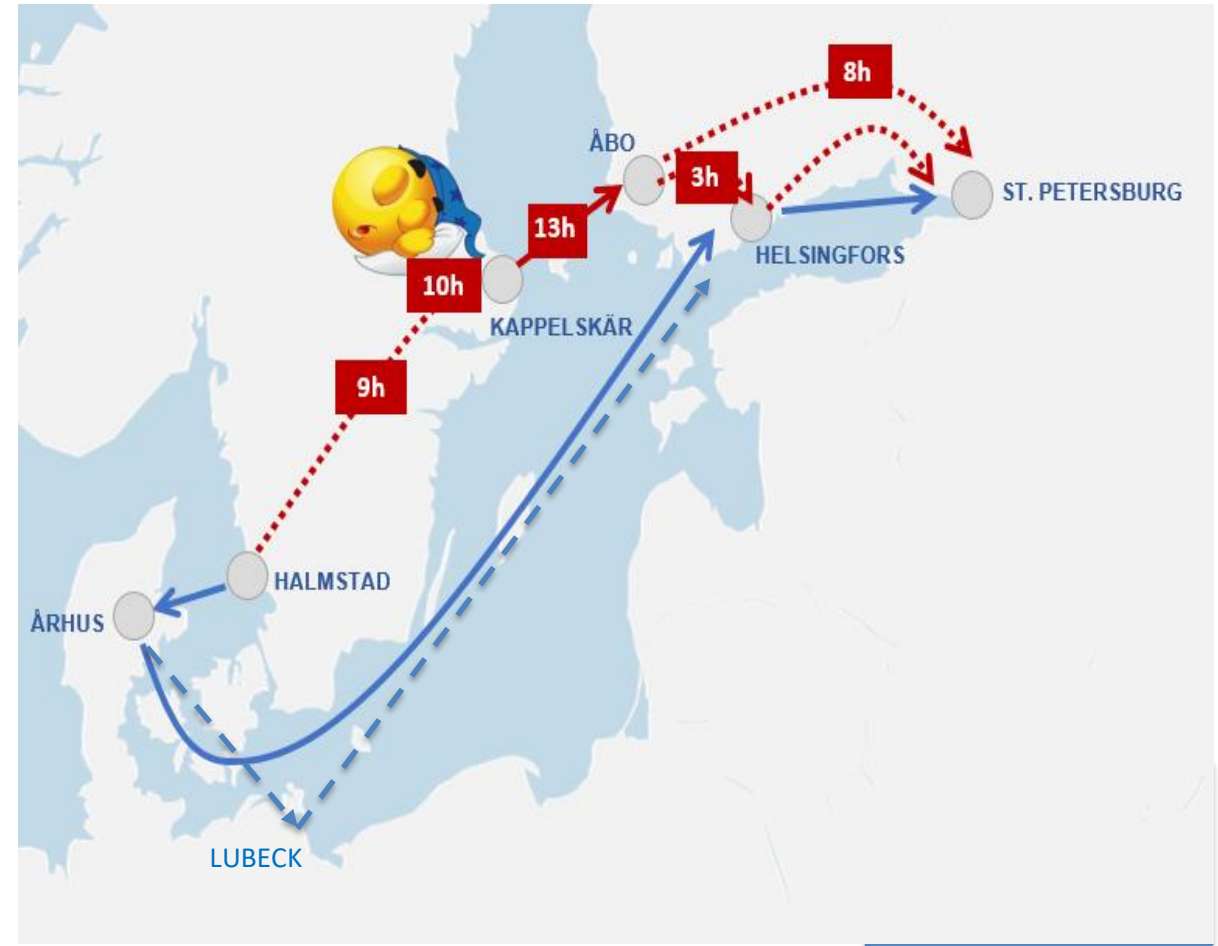 8h
ÅBO
3h
ST. PETERSBURG
13h
HELSINGFORS
10h
KAPPELSKÄR
9h
HALMSTAD
ÅRHUS
LUBECK